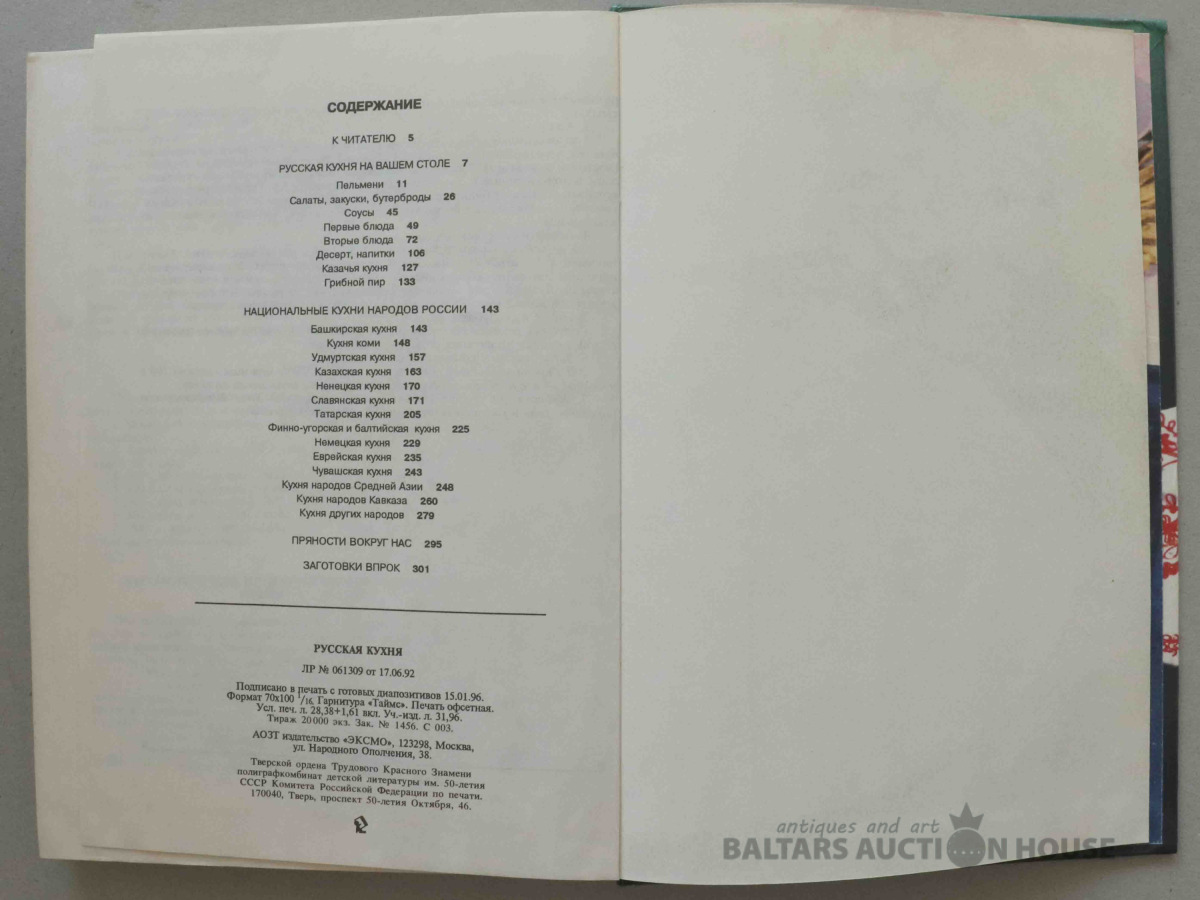 СОДЕРЖАНИЕ
К ЧИТАТЕЛЮ 5
РУССКАЯ КУХНЯ НА ВАШЕМ СТОЛЕ 7
Пельмени 11
Салаты, закуски, бутерброды 26
Соусы 45
Первые блюда 49
Вторые блюда 72
Десерт, напитки 106
Казачья кухня 127
Грибной пир 133
НАЦИОНАЛЬНЫЕ КУХНИ НАРОДОВ РОССИИ 143
Башкирская кухня 143
Кухня коми 148
Удмуртская кухня 157
Казахская кухня 163
Ненецкая кухня 170
Славянская кухня 171
Татарская кухня 205
Финно-угорская и балтийская кухня 225
Немецкая кухня 229
Еврейская кухня 235
Чувашская кухня 243
Кухня народов Средней Азии 248
Кухня народов Кавказа 260
Кухня других народов 279
ПРЯНОСТИ ВОКРУГ НАС 295
ЗАГОТОВКИ ВПРОК 301
РУССКАЯ КУХНЯ
ЛР № 061309 от 17.06.92
Подписано в печать с готовых диапозитивов 15.01.96.
Формат 70x100 1/16. Гарнитура «Таймс». Печать офсетная.
Усл. печ. л. 28,38+1,61 вкл. Уч.-изд. л. 31,96.
Тираж 20000 экз. Зак. № 1456. С 003.
АОЗТ издательство «ЭКСМО», 123298, Москва,
ул. Народного Ополчения, 38.
Тверской ордена Трудового Красного Знамени
полиграфкомбинат детской литературы им. 50-летия
СССР Комитета Российской Федерации по печати.
170040, Тверь, проспект 50-летия Октября, 46.
antiques and art
BALTARS AUCTION HOUSE